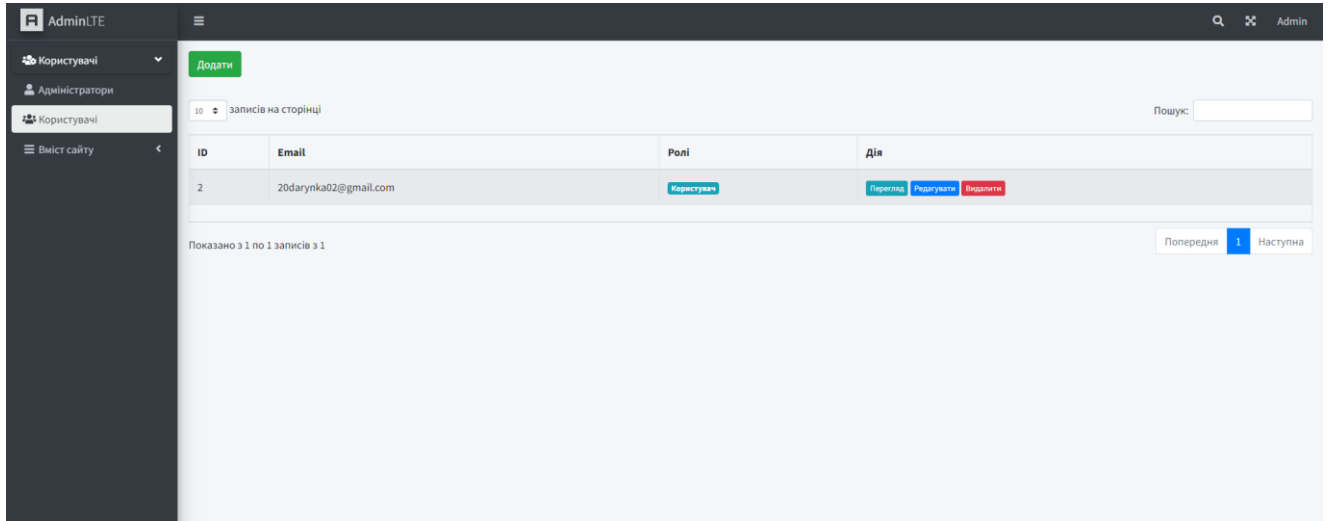 AdminLTE
Admin
Користувачі
Адміністратори
Користувачі
Вміст сайту
Додати
10 записів на сторінці
Пошук:
ID Email Ролі Дія
2 20darynka02@gmail.com Користувач Перегляд Редагувати Видалити
Показано з 1 по 1 записів з 1
Попередня 1 Наступна